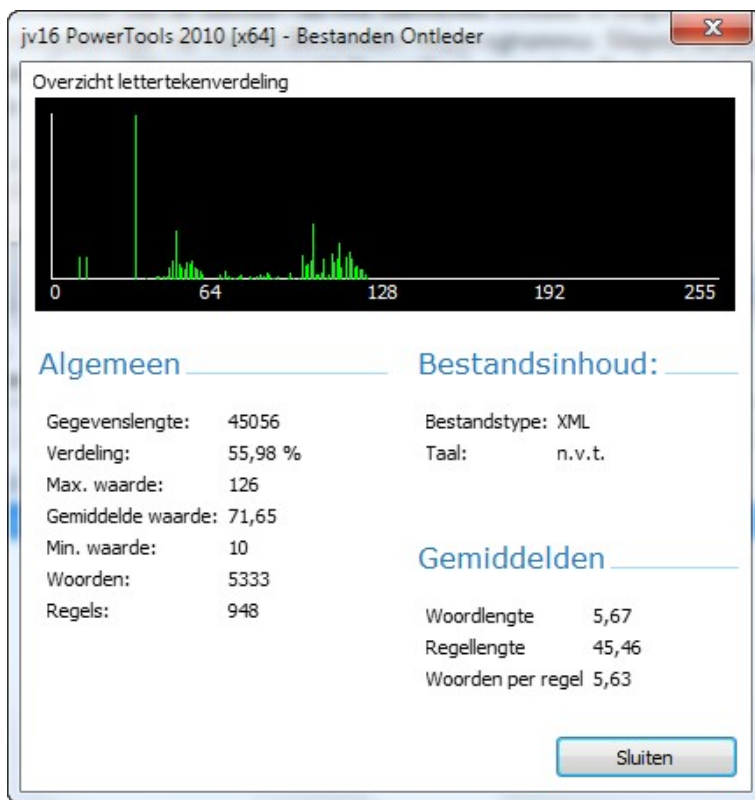 jv16 PowerTools 2010 [x64] - Bestanden Ontleder
Overzicht lettertekenverdeling
0 64 128 192 255
Algemeen
Gegevenslengte: 45056
Verdeling: 55,98 %
Max. waarde: 126
Gemiddelde waarde: 71,65
Min. waarde: 10
Woorden: 5333
Regels: 948
Bestandsinhoud:
Bestandstype: XML
Taal: n.v.t.
Gemiddelden
Woordlengte 5,67
Regellengte 45,46
Woorden per regel 5,63
Sluiten